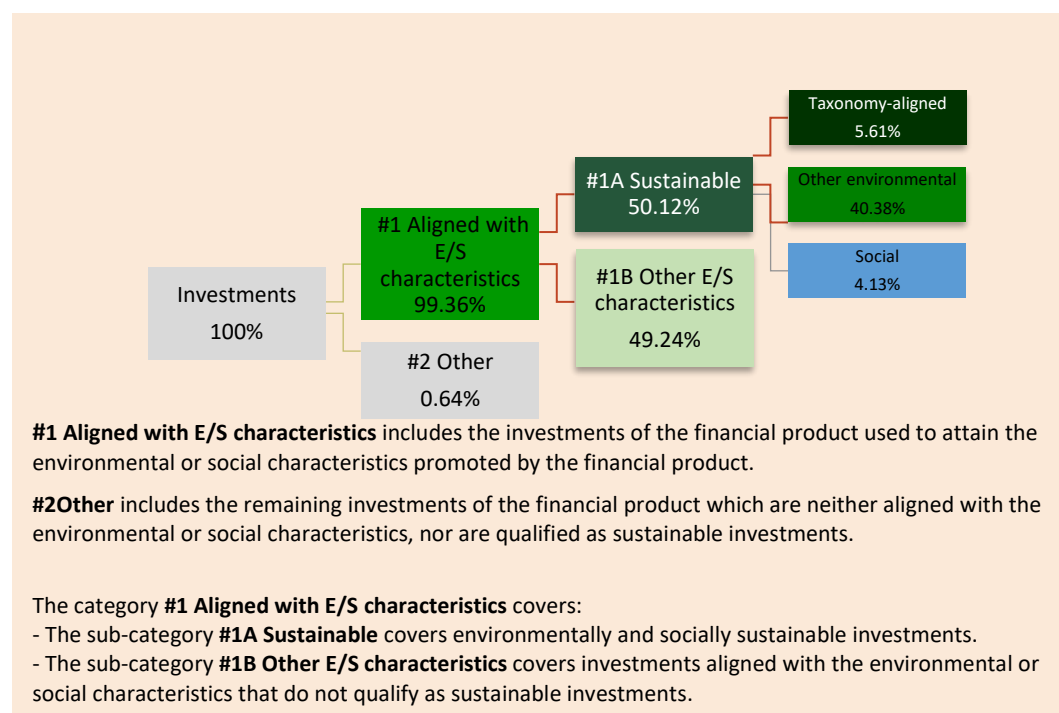 Taxonomy-aligned
5.61%
#1A Sustainable
50.12%
Other environmental
40.38%
#1 Aligned with
E/S
characteristics
99.36%
Social
4.13%
#1B Other E/S
characteristics
49.24%
Investments
100%
#2 Other
0.64%
#1 Aligned with E/S characteristics includes the investments of the financial product used to attain the
environmental or social characteristics promoted by the financial product.
#2Other includes the remaining investments of the financial product which are neither aligned with the
environmental or social characteristics, nor are qualified as sustainable investments.
The category #1 Aligned with E/S characteristics covers:
- The sub-category #1A Sustainable covers environmentally and socially sustainable investments.
- The sub-category #1B Other E/S characteristics covers investments aligned with the environmental or
social characteristics that do not qualify as sustainable investments.